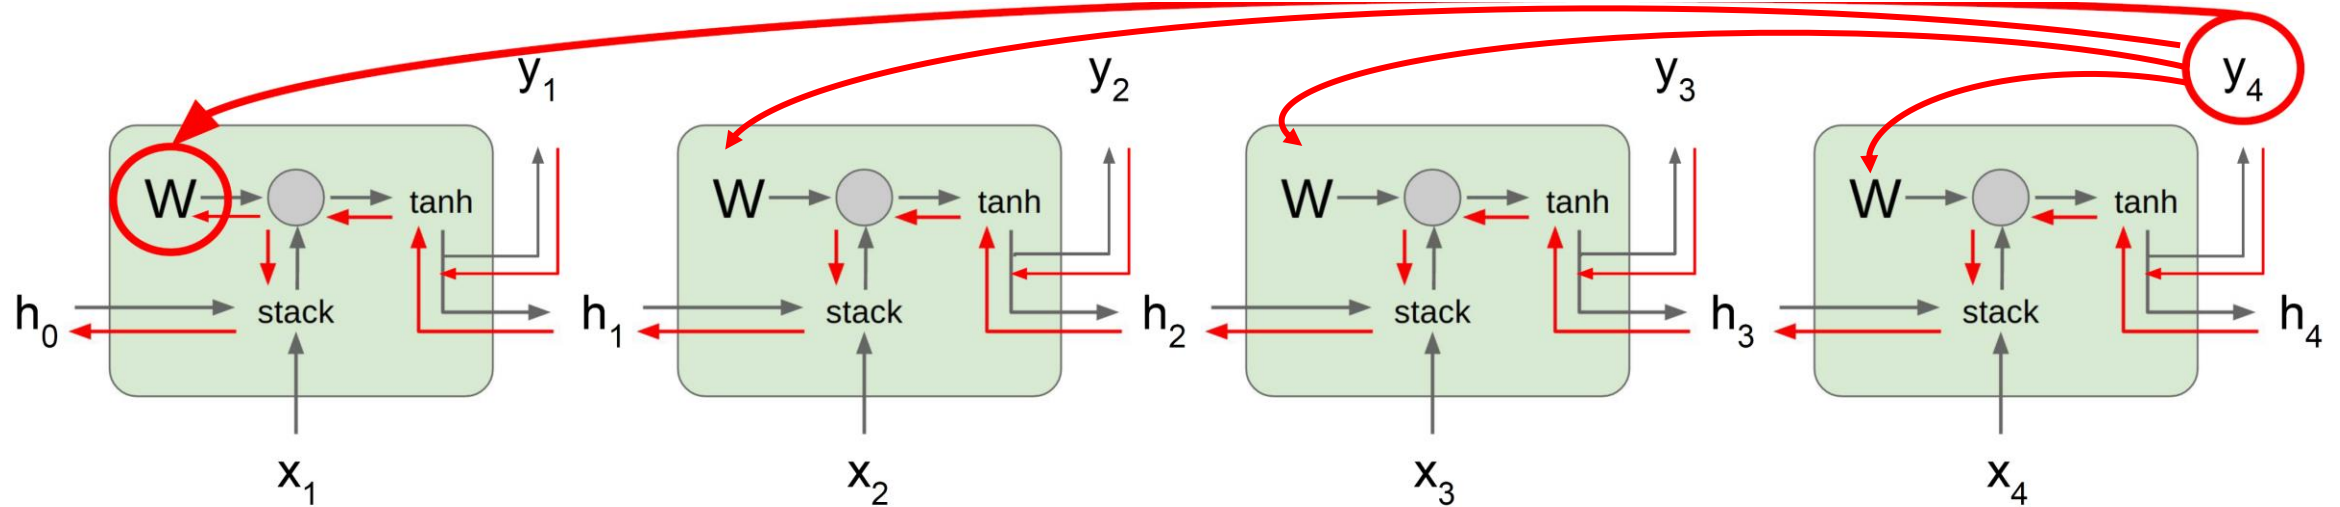 y₁ y₂ y₃ y₄
W tanh W tanh W tanh W tanh
h₀ stack h₁ stack h₂ stack h₃ stack h₄
x₁ x₂ x₃ x₄